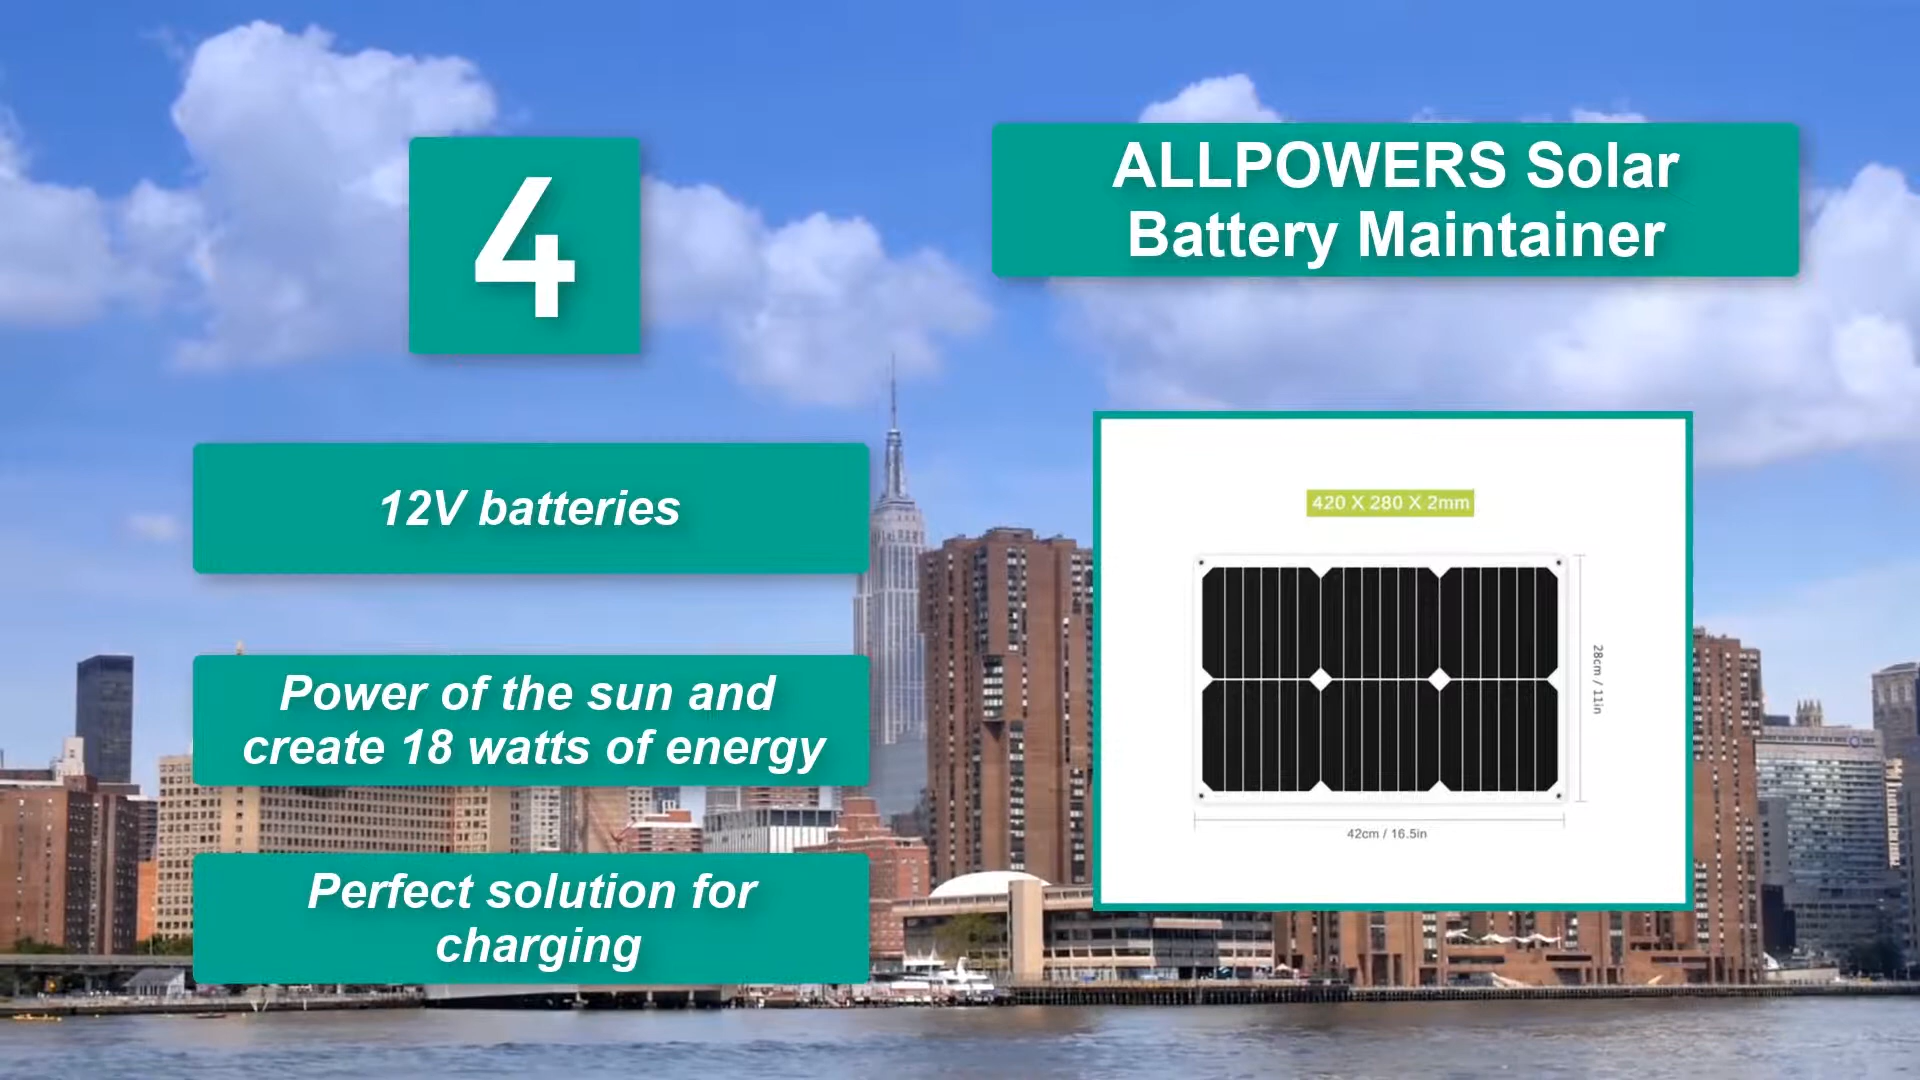 4
ALLPOWERS Solar
Battery Maintainer
12V batteries
Power of the sun and
create 18 watts of energy
Perfect solution for
charging
420 X 280 X 2mm
28cm / 11in
42cm / 16.5in